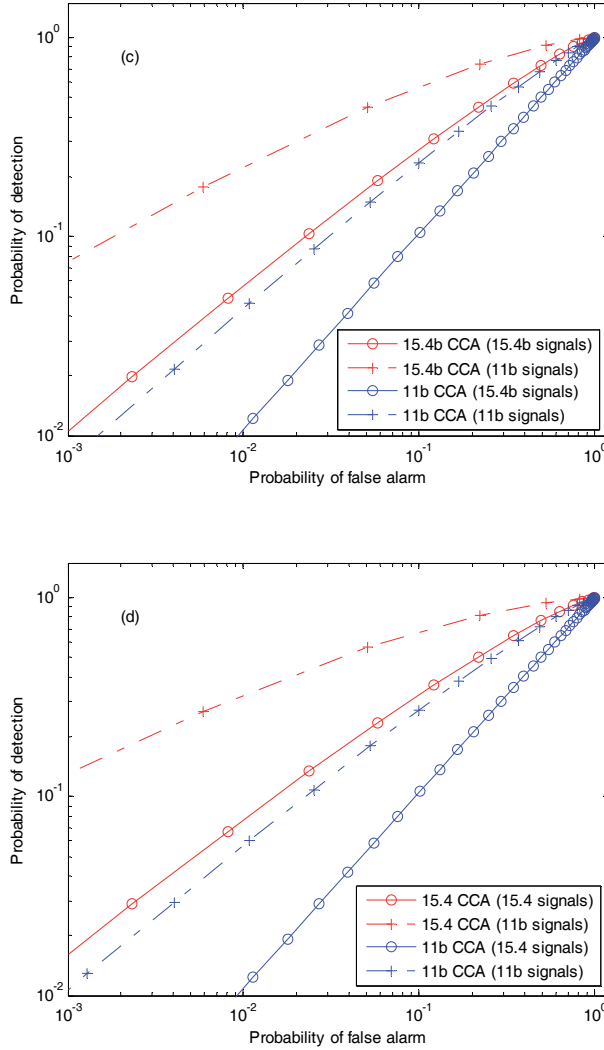 (c)
Probability of detection
10^0
10^-1
10^-2
10^-3
10^-2
10^-1
10^0
Probability of false alarm
15.4b CCA (15.4b signals)
15.4b CCA (11b signals)
11b CCA (15.4b signals)
11b CCA (11b signals)
(d)
Probability of detection
10^0
10^-1
10^-2
10^-3
10^-2
10^-1
10^0
Probability of false alarm
15.4 CCA (15.4 signals)
15.4 CCA (11b signals)
11b CCA (15.4 signals)
11b CCA (11b signals)